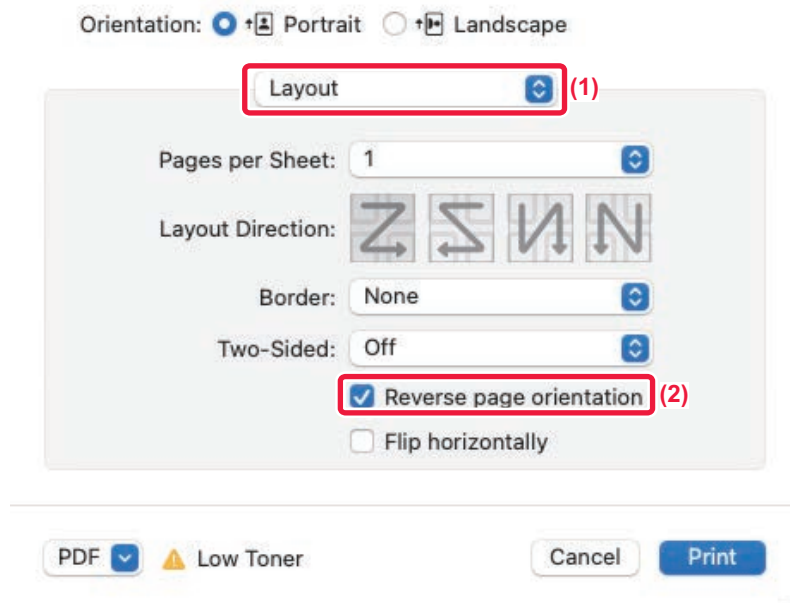 Orientation: Portrait Landscape
Layout (1)
Pages per Sheet: 1
Layout Direction:
Border: None
Two-Sided: Off
Reverse page orientation (2)
Flip horizontally
PDF Low Toner Cancel Print